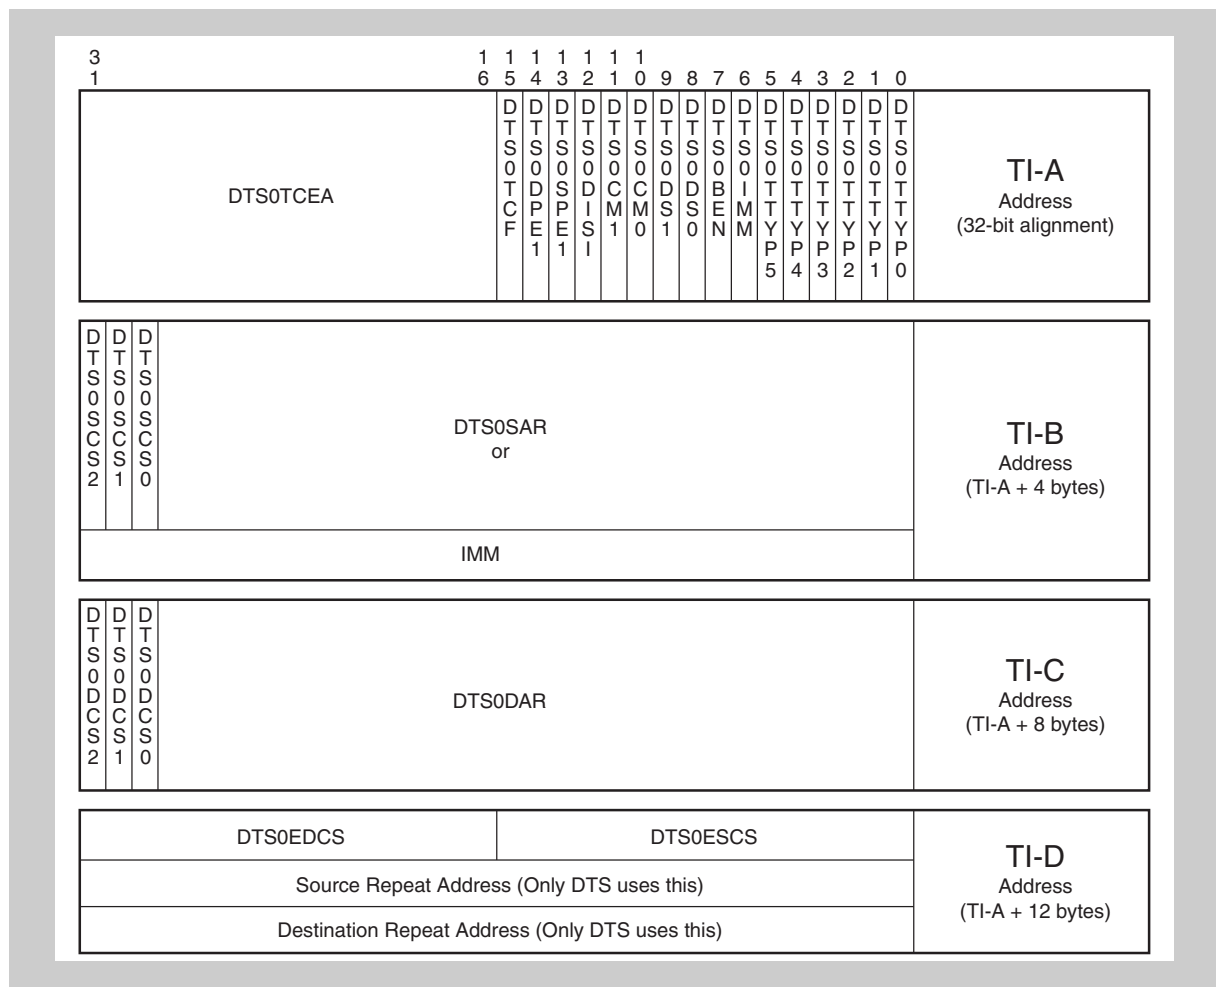 31 16 15 14 13 12 11 10 9 8 7 6 5 4 3 2 1 0
DTS0TCEA
DTS0TCF
DTS0DPE1
DTS0SPE1
DTS0DISI
DTS0CM1
DTS0CM0
DTS0DS1
DTS0DS0
DTS0BEN
DTS0IMM
DTS0TTYP5
DTS0TTYP4
DTS0TTYP3
DTS0TTYP2
DTS0TTYP1
DTS0TTYP0
TI-A
Address
(32-bit alignment)
DTS0SCS2
DTS0SCS1
DTS0SCS0
DTS0SAR
or
IMM
TI-B
Address
(TI-A + 4 bytes)
DTS0DCS2
DTS0DCS1
DTS0DCS0
DTS0DAR
TI-C
Address
(TI-A + 8 bytes)
DTS0EDCS
DTS0ESCS
Source Repeat Address (Only DTS uses this)
Destination Repeat Address (Only DTS uses this)
TI-D
Address
(TI-A + 12 bytes)